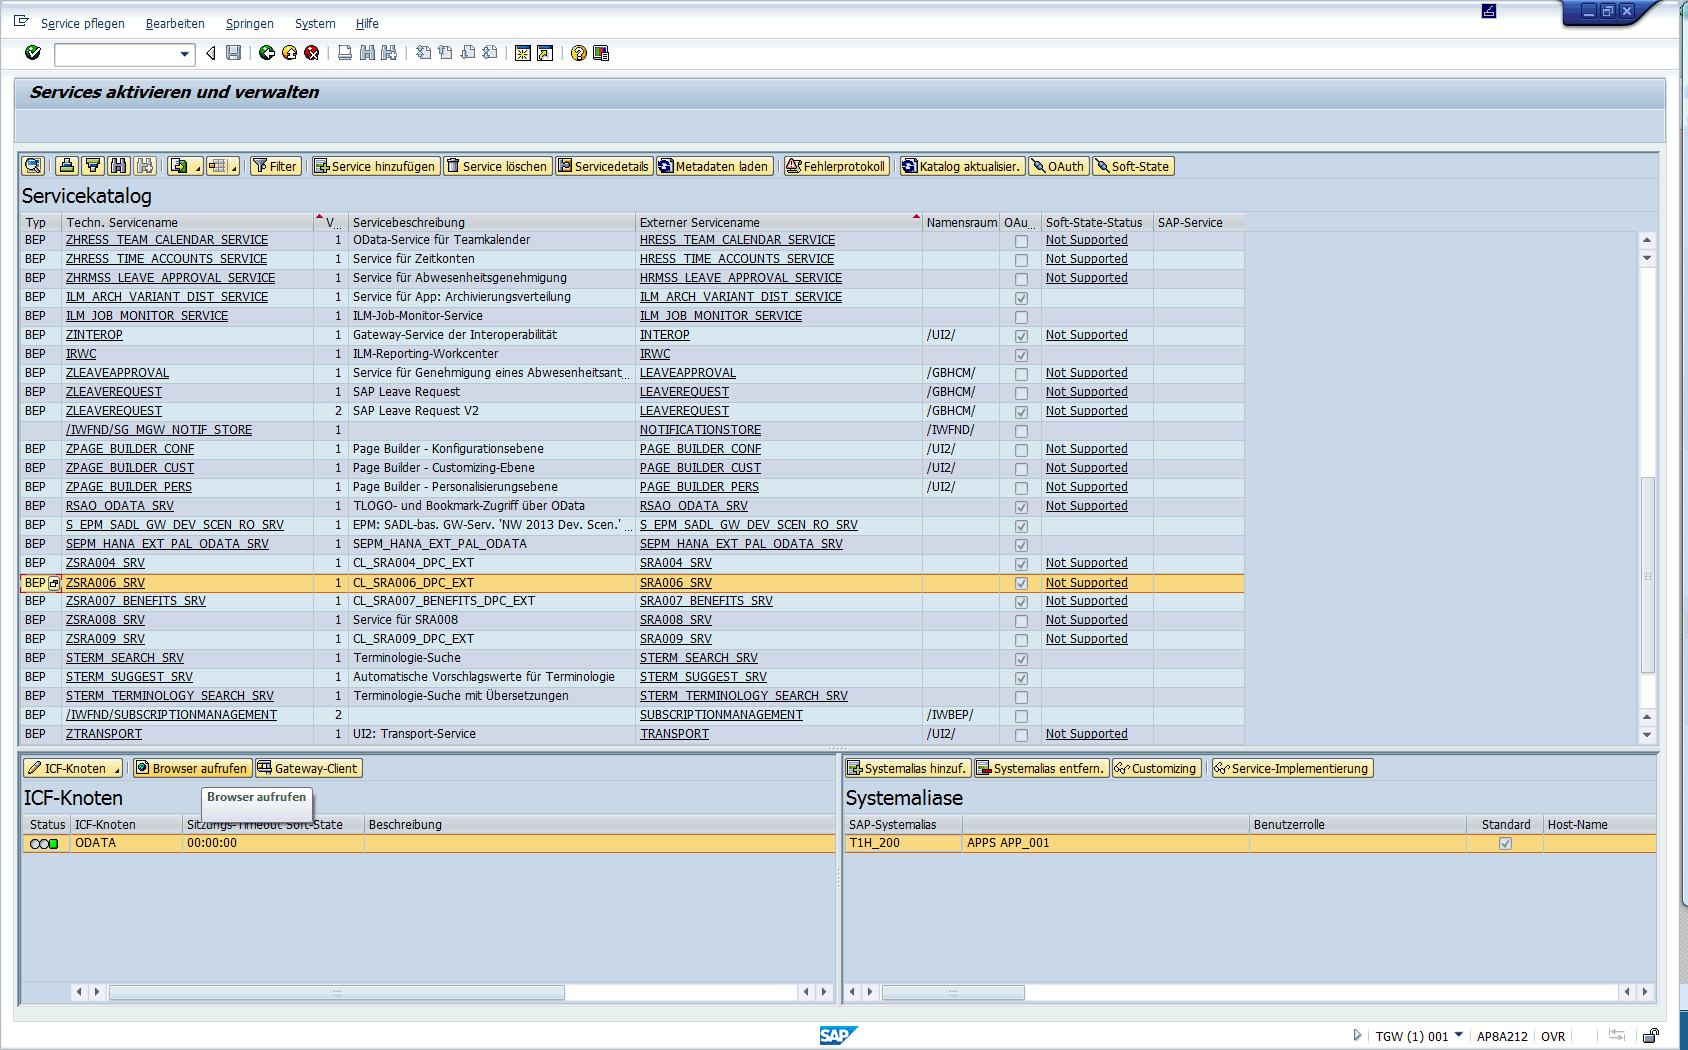 Service pflegen Bearbeiten Springen System Hilfe
Services aktivieren und verwalten
Filter Service hinzufügen Service löschen Servicedetails Metadaten laden Fehlerprotokoll Katalog aktualisier. OAuth Soft-State
Servicekatalog
Typ Techn. Servicename V... Servicebeschreibung Externer Servicename Namensraum OAu... Soft-State-Status SAP-Service
BEP ZHRESS_TEAM_CALENDAR_SERVICE 1 OData-Service für Teamkalender HRESS_TEAM_CALENDAR_SERVICE Not Supported
BEP ZHRESS_TIME_ACCOUNTS_SERVICE 1 Service für Zeitkonten HRESS_TIME_ACCOUNTS_SERVICE Not Supported
BEP ZHRMSS_LEAVE_APPROVAL_SERVICE 1 Service für Abwesenheitsgenehmigung HRMSS_LEAVE_APPROVAL_SERVICE Not Supported
BEP ILM_ARCH_VARIANT_DIST_SERVICE 1 Service für App: Archivierungsverteilung ILM_ARCH_VARIANT_DIST_SERVICE
BEP ILM_JOB_MONITOR_SERVICE 1 ILM-Job-Monitor-Service ILM_JOB_MONITOR_SERVICE
BEP ZINTEROP 1 Gateway-Service der Interoperabilität INTEROP /UI2/ Not Supported
BEP IRWC 1 ILM-Reporting-Workcenter IRWC
BEP ZLEAVEAPPROVAL 1 Service für Genehmigung eines Abwesenheitsant... LEAVEAPPROVAL /GBHCM/ Not Supported
BEP ZLEAVEREQUEST 1 SAP Leave Request LEAVEREQUEST /GBHCM/ Not Supported
BEP ZLEAVEREQUEST 2 SAP Leave Request V2 LEAVEREQUEST /GBHCM/ Not Supported
/IWFND/SG_MGW_NOTIF_STORE 1 NOTIFICATIONSTORE /IWFND/
BEP ZPAGE_BUILDER_CONF 1 Page Builder - Konfigurationsebene PAGE_BUILDER_CONF /UI2/ Not Supported
BEP ZPAGE_BUILDER_CUST 1 Page Builder - Customizing-Ebene PAGE_BUILDER_CUST /UI2/ Not Supported
BEP ZPAGE_BUILDER_PERS 1 Page Builder - Personalisierungsebene PAGE_BUILDER_PERS /UI2/ Not Supported
BEP RSAO_ODATA_SRV 1 TLOGO- und Bookmark-Zugriff über OData RSAO_ODATA_SRV Not Supported
BEP S_EPM_SADL_GW_DEV_SCEN_RO_SRV 1 EPM: SADL-bas. GW-Serv. 'NW 2013 Dev. Scen.' ... S_EPM_SADL_GW_DEV_SCEN_RO_SRV
BEP SEPM_HANA_EXT_PAL_ODATA_SRV 1 SEPM_HANA_EXT_PAL_ODATA SEPM_HANA_EXT_PAL_ODATA_SRV
BEP ZSRA004_SRV 1 CL_SRA004_DPC_EXT SRA004_SRV Not Supported
BEP ZSRA006_SRV 1 CL_SRA006_DPC_EXT SRA006_SRV Not Supported
BEP ZSRA007_BENEFITS_SRV 1 CL_SRA007_BENEFITS_DPC_EXT SRA007_BENEFITS_SRV Not Supported
BEP ZSRA008_SRV 1 Service für SRA008 SRA008_SRV Not Supported
BEP ZSRA009_SRV 1 CL_SRA009_DPC_EXT SRA009_SRV Not Supported
BEP STERM_SEARCH_SRV 1 Terminologie-Suche STERM_SEARCH_SRV
BEP STERM_SUGGEST_SRV 1 Automatische Vorschlagswerte für Terminologie STERM_SUGGEST_SRV
BEP STERM_TERMINOLOGY_SEARCH_SRV 1 Terminologie-Suche mit Übersetzungen STERM_TERMINOLOGY_SEARCH_SRV
BEP /IWFND/SUBSCRIPTIONMANAGEMENT 2 SUBSCRIPTIONMANAGEMENT /IWBEP/
BEP ZTRANSPORT 1 UI2: Transport-Service TRANSPORT /UI2/ Not Supported
ICF-Knoten Browser aufrufen Gateway-Client
ICF-Knoten
Browser aufrufen
Status ICF-Knoten Sitzungs-Timeout Soft-State Beschreibung
ODATA 00:00:00
Systemalias hinzuf. Systemalias entfern. Customizing Service-Implementierung
Systemaliase
SAP-Systemalias Benutzerrolle Standard Host-Name
T1H_200 APPS APP_001
SAP
TGW (1) 001 AP8A212 OVR